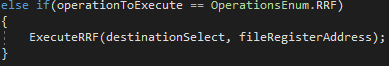 else if(operationToExecute == OperationsEnum.RRF)
{
    ExecuteRRF(destinationSelect, fileRegisterAddress);
}